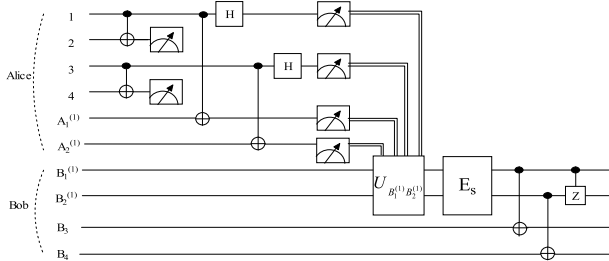 1
H
2
3
H
Alice
4
A₁⁽¹⁾
A₂⁽¹⁾
B₁⁽¹⁾
U B₁⁽¹⁾B₂⁽¹⁾
Eₛ
B₂⁽¹⁾
Z
Bob
B₃
B₄